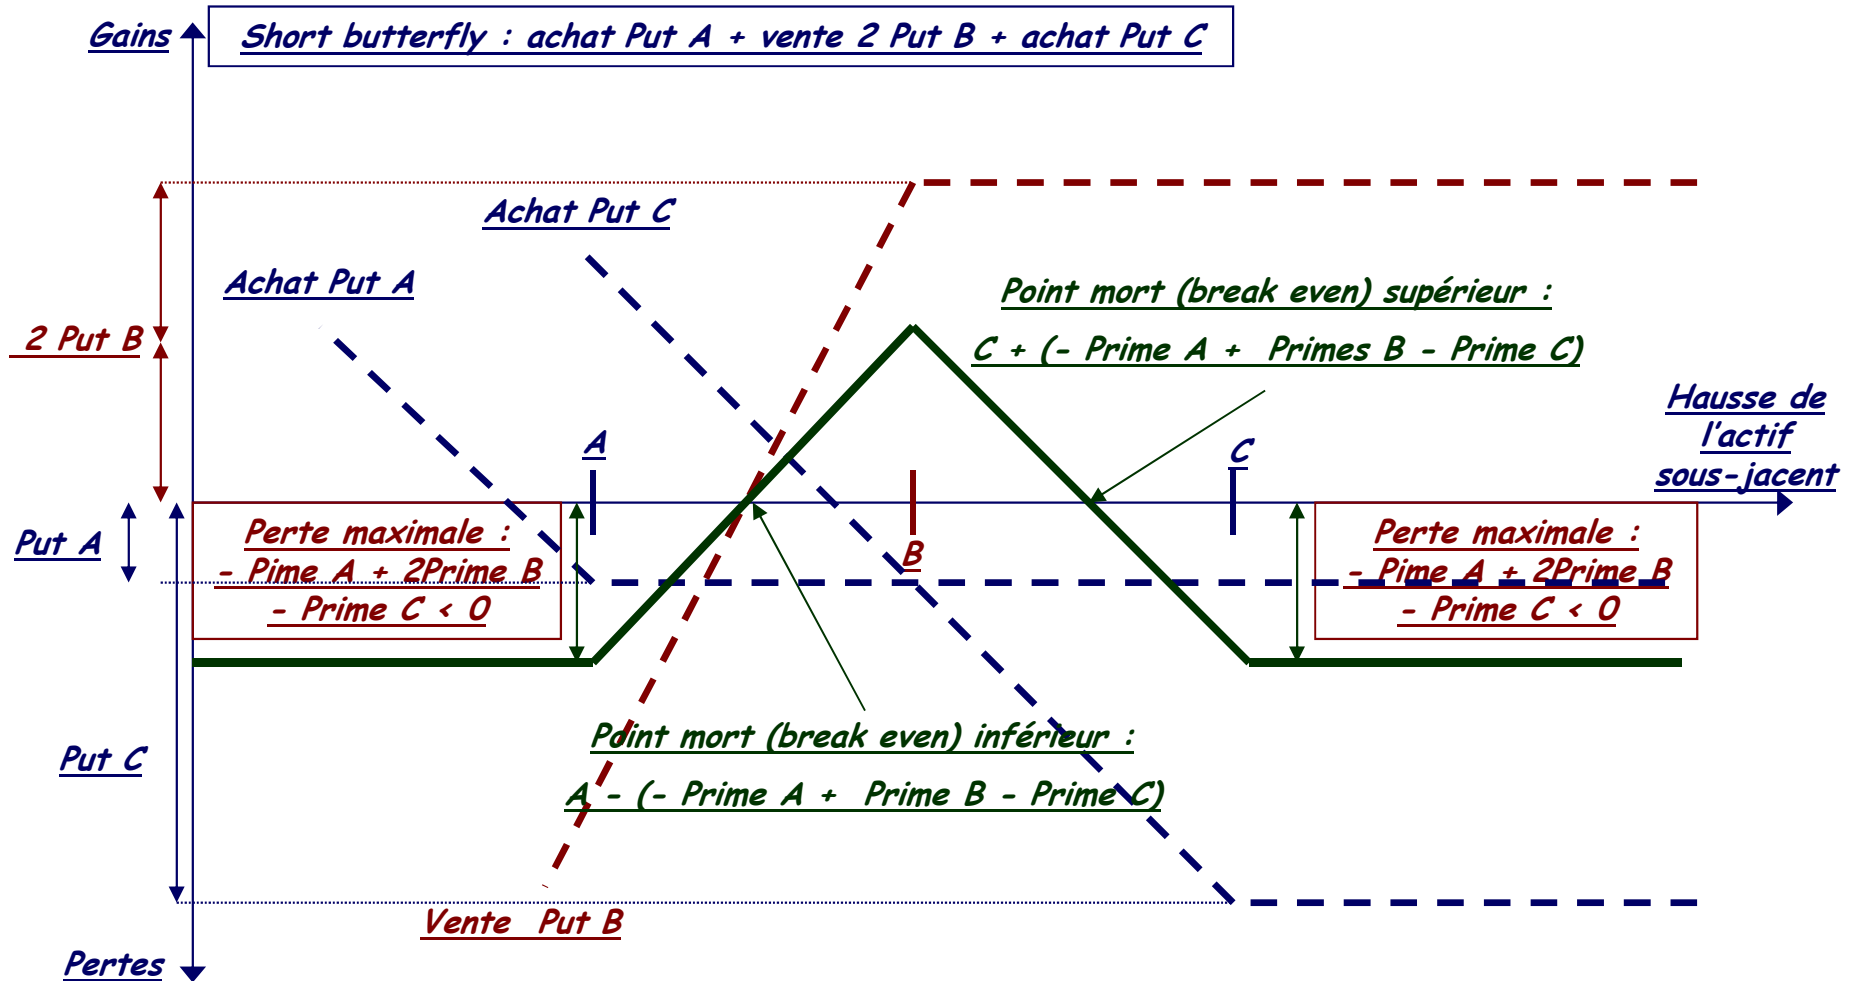 Gains
Short butterfly : achat Put A + vente 2 Put B + achat Put C
Achat Put C
Achat Put A
Point mort (break even) supérieur :
C + (- Prime A + Primes B - Prime C)
2 Put B
Hausse de
l'actif
sous-jacent
A
C
B
Put A
Perte maximale :
- Pime A + 2Prime B
- Prime C < 0
Perte maximale :
- Pime A + 2Prime B
- Prime C < 0
Put C
Point mort (break even) inférieur :
A - (- Prime A + Prime B - Prime C)
Vente Put B
Pertes